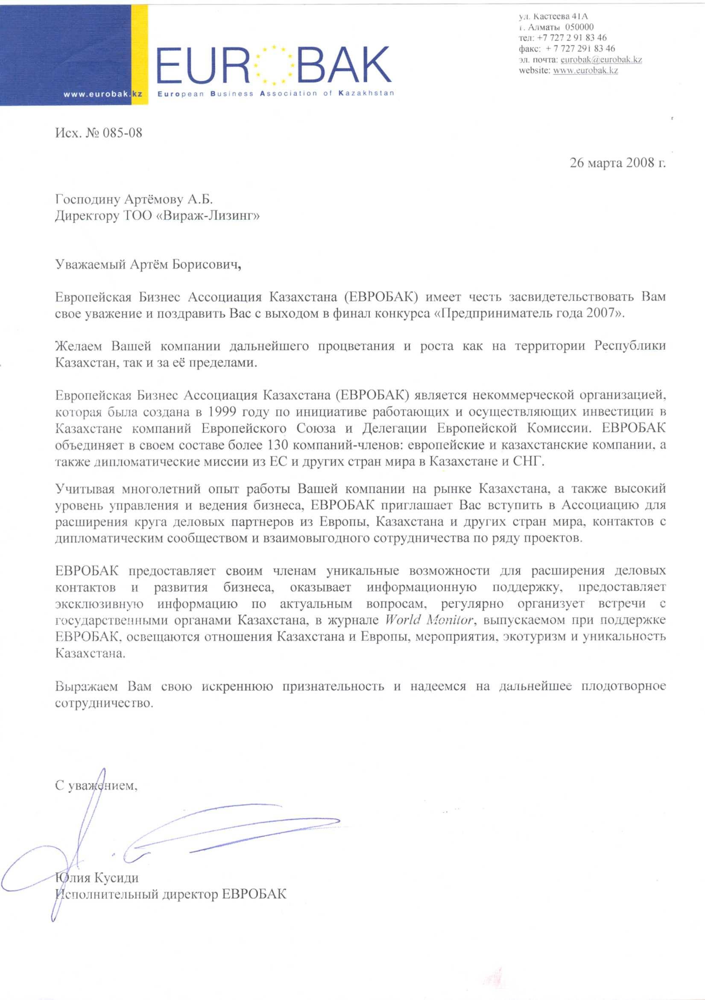 ул. Кастеева 41А
г. Алматы 050000
тел: +7 727 2 91 83 46
факс: + 7 727 291 83 46
эл. почта: eurobak@eurobak.kz
website: www.eurobak.kz
EUROBAK
www.eurobak.kz
European Business Association of Kazakhstan
Исх. № 085-08
26 марта 2008 г.
Господину Артёмову А.Б.
Директору ТОО «Вираж-Лизинг»
Уважаемый Артём Борисович,
Европейская Бизнес Ассоциация Казахстана (ЕВРОБАК) имеет честь засвидетельствовать Вам
свое уважение и поздравить Вас с выходом в финал конкурса «Предприниматель года 2007».
Желаем Вашей компании дальнейшего процветания и роста как на территории Республики
Казахстан, так и за её пределами.
Европейская Бизнес Ассоциация Казахстана (ЕВРОБАК) является некоммерческой организацией,
которая была создана в 1999 году по инициативе работающих и осуществляющих инвестиции в
Казахстане компаний Европейского Союза и Делегации Европейской Комиссии. ЕВРОБАК
объединяет в своем составе более 130 компаний-членов: европейские и казахстанские компании, а
также дипломатические миссии из ЕС и других стран мира в Казахстане и СНГ.
Учитывая многолетний опыт работы Вашей компании на рынке Казахстана, а также высокий
уровень управления и ведения бизнеса, ЕВРОБАК приглашает Вас вступить в Ассоциацию для
расширения круга деловых партнеров из Европы, Казахстана и других стран мира, контактов с
дипломатическим сообществом и взаимовыгодного сотрудничества по ряду проектов.
ЕВРОБАК предоставляет своим членам уникальные возможности для расширения деловых
контактов и развития бизнеса, оказывает информационную поддержку, предоставляет
эксклюзивную информацию по актуальным вопросам, регулярно организует встречи с
государственными органами Казахстана, в журнале World Monitor, выпускаемом при поддержке
ЕВРОБАК, освещаются отношения Казахстана и Европы, мероприятия, экотуризм и уникальность
Казахстана.
Выражаем Вам свою искреннюю признательность и надеемся на дальнейшее плодотворное
сотрудничество.
С уважением,
Юлия Кусиди
Исполнительный директор ЕВРОБАК